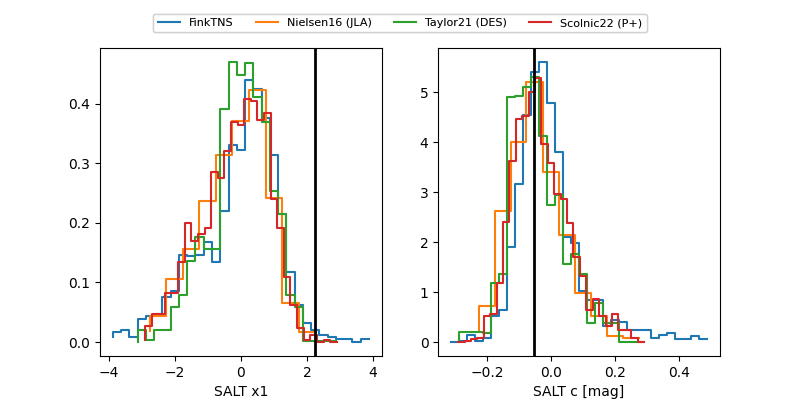 FinkTNS Nielsen16 (JLA) Taylor21 (DES) Scolnic22 (P+)
0.4
0.3
0.2
0.1
0.0
−4 −2 0 2 4
SALT x1
5
4
3
2
1
0
−0.2 0.0 0.2 0.4
SALT c [mag]